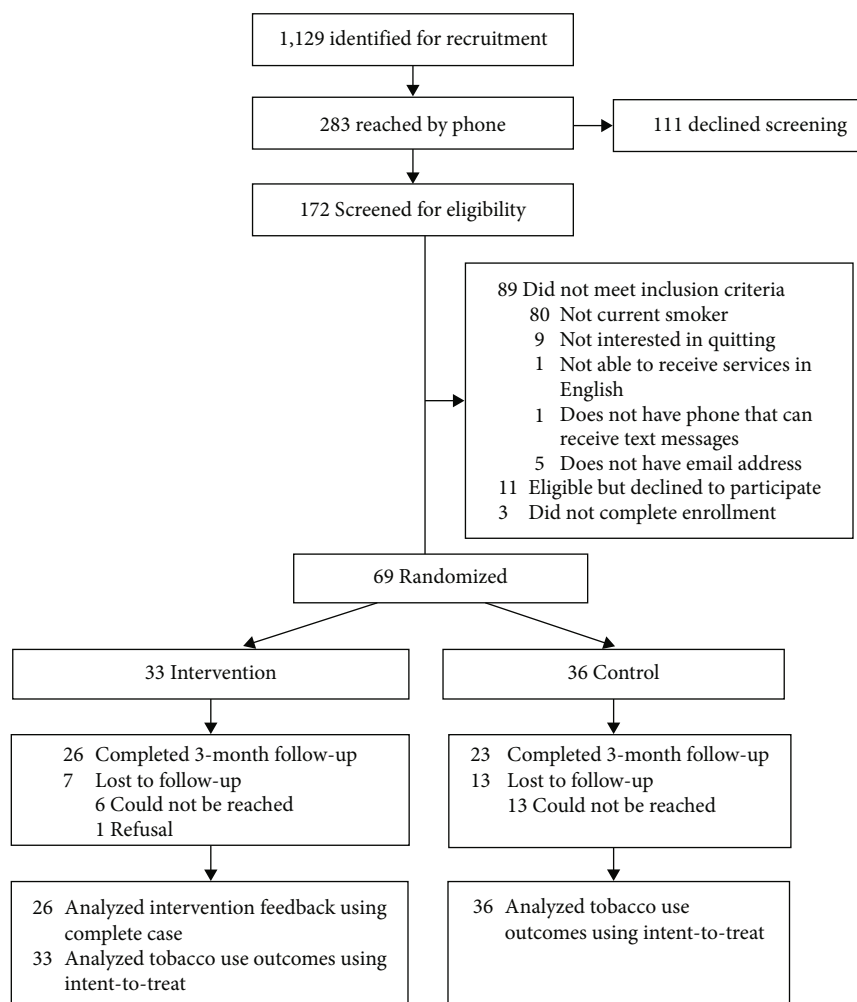 1,129 identified for recruitment
283 reached by phone
111 declined screening
172 Screened for eligibility
89 Did not meet inclusion criteria
80 Not current smoker
9 Not interested in quitting
1 Not able to receive services in
English
1 Does not have phone that can
receive text messages
5 Does not have email address
11 Eligible but declined to participate
3 Did not complete enrollment
69 Randomized
33 Intervention
36 Control
26 Completed 3-month follow-up
7 Lost to follow-up
6 Could not be reached
1 Refusal
23 Completed 3-month follow-up
13 Lost to follow-up
13 Could not be reached
26 Analyzed intervention feedback using
complete case
33 Analyzed tobacco use outcomes using
intent-to-treat
36 Analyzed tobacco use
outcomes using intent-to-treat